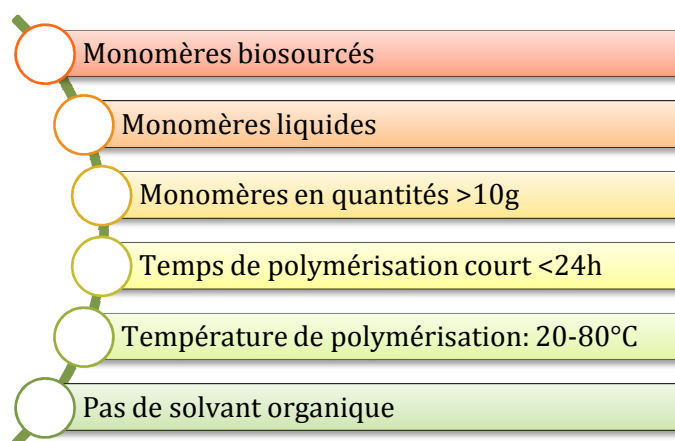 Monomères biosourcés
Monomères liquides
Monomères en quantités >10g
Temps de polymérisation court <24h
Température de polymérisation: 20-80°C
Pas de solvant organique